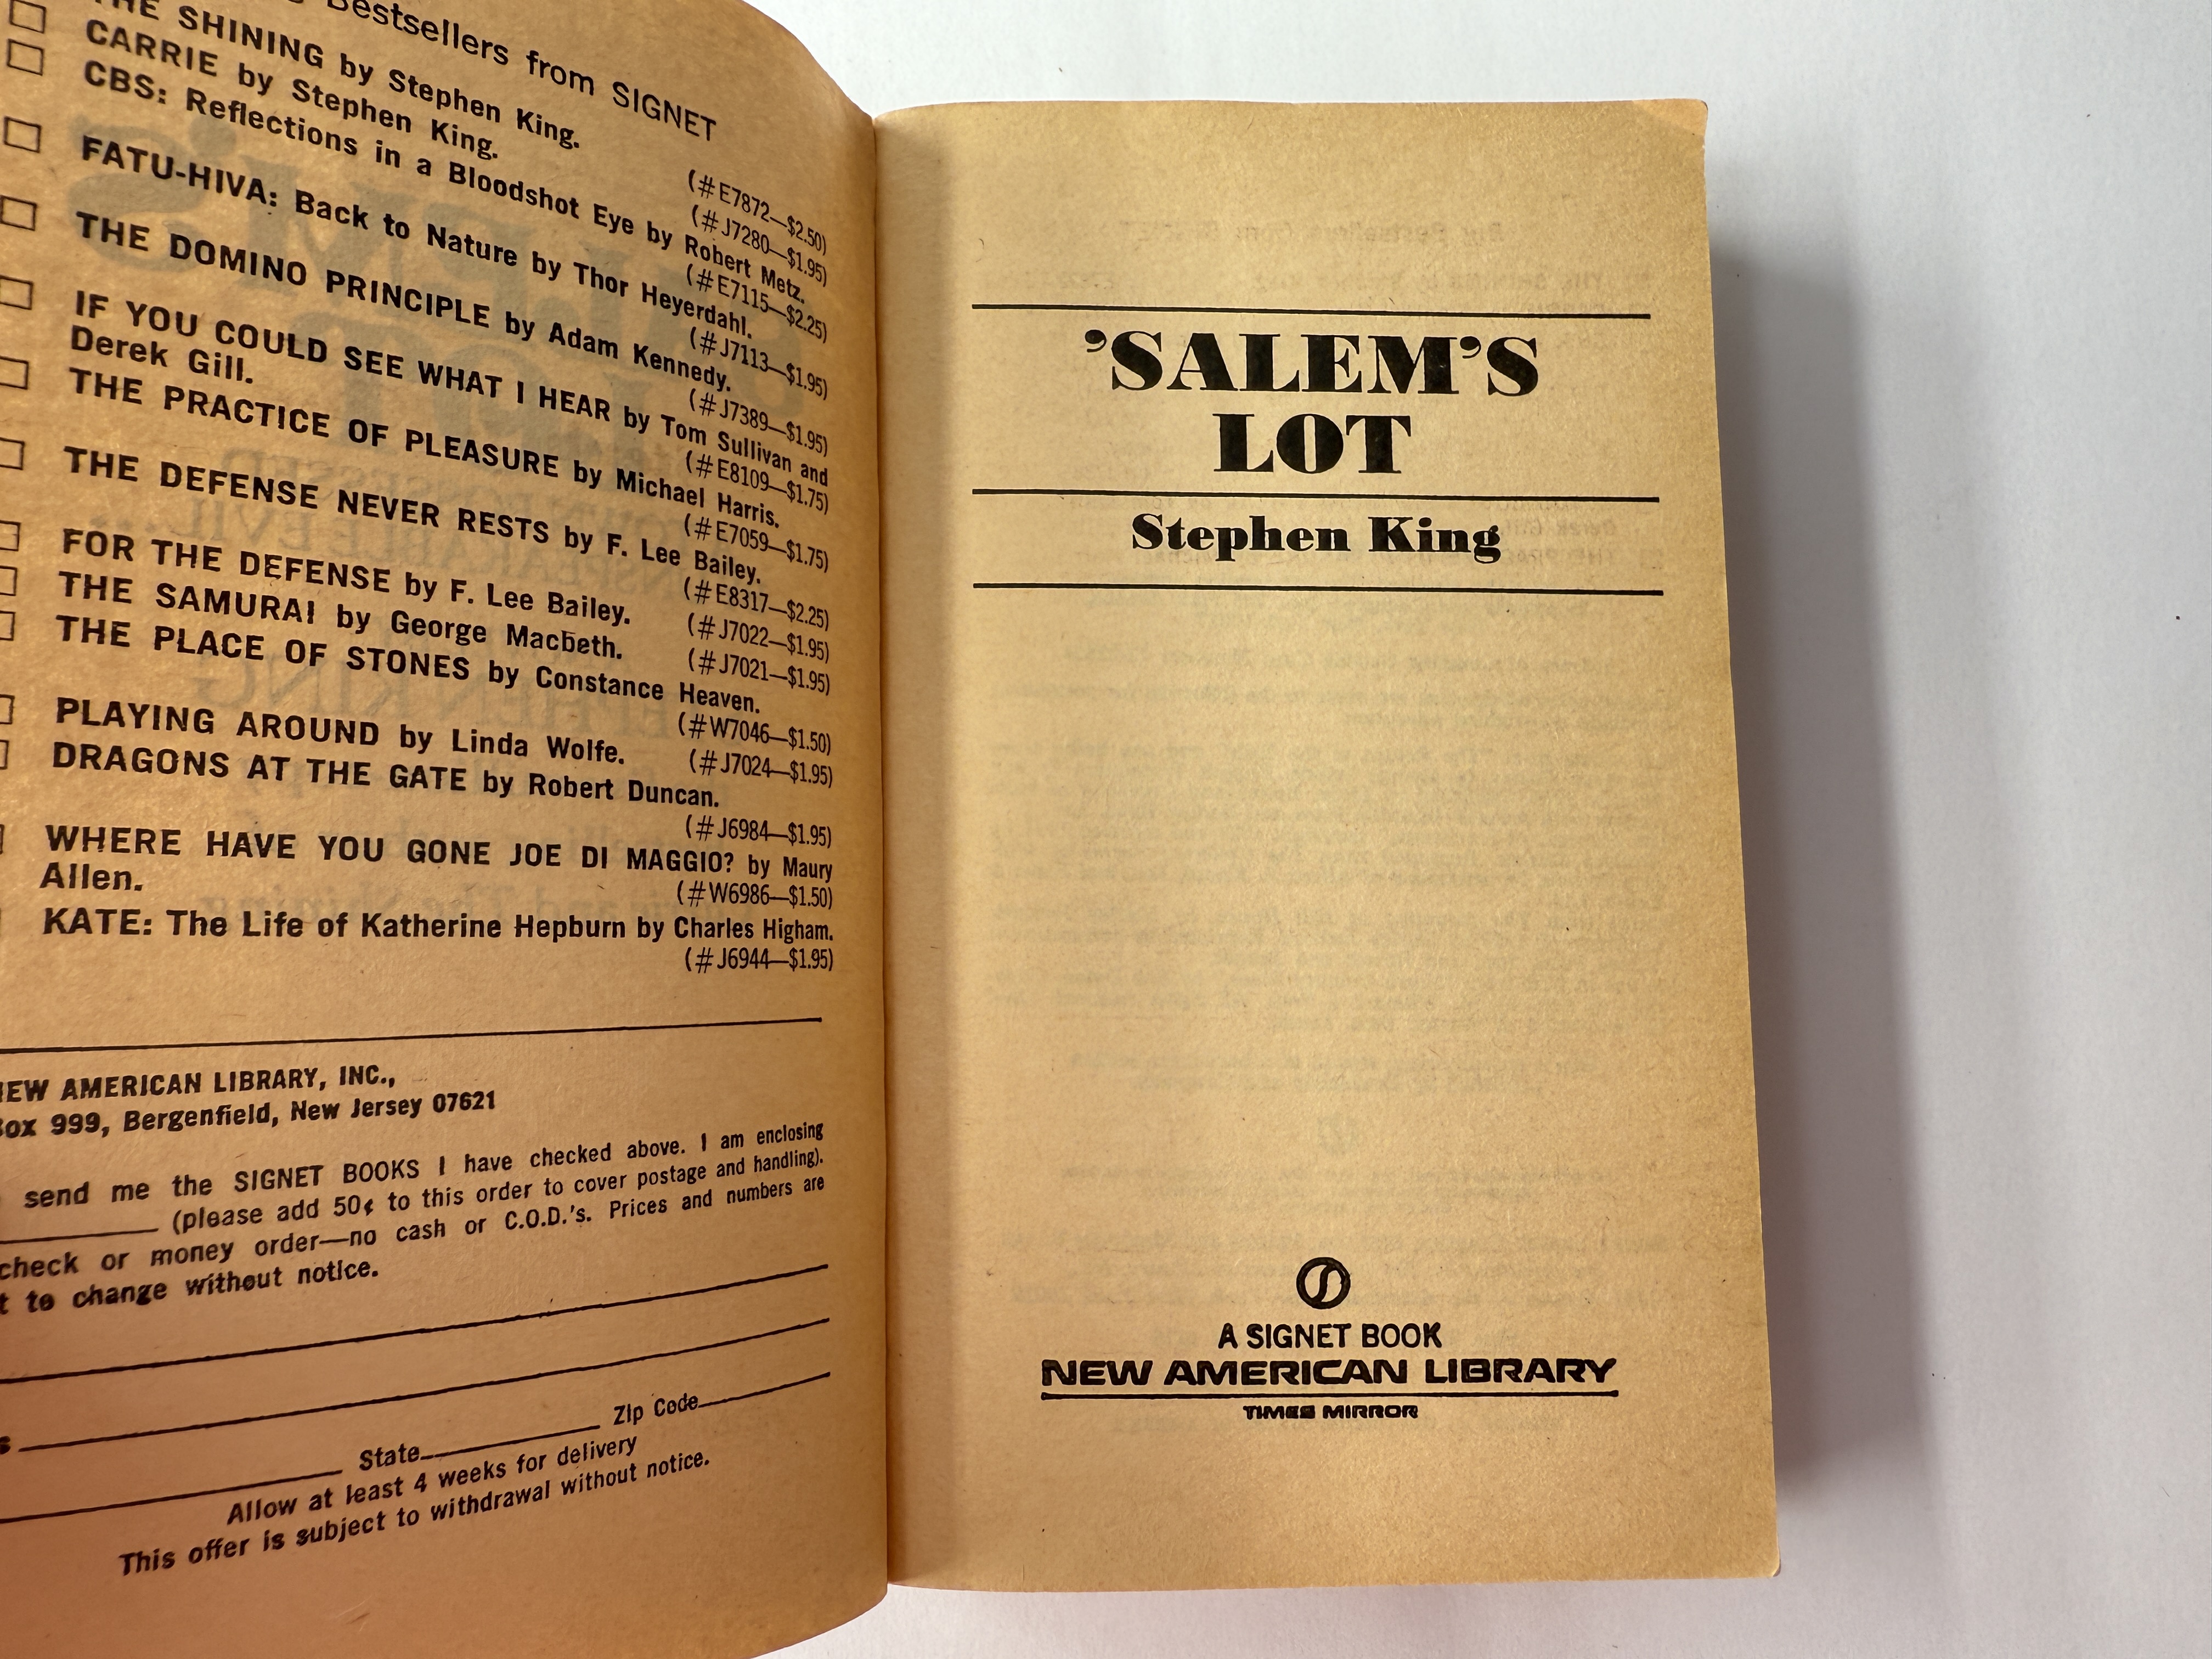 Bestsellers from SIGNET
THE SHINING by Stephen King.
(#E7872—$2.50)
CARRIE by Stephen King.
(#J7280—$1.95)
CBS: Reflections in a Bloodshot Eye by Robert Metz.
(#E7115—$2.25)
FATU-HIVA: Back to Nature by Thor Heyerdahl.
(#J7113—$1.95)
THE DOMINO PRINCIPLE by Adam Kennedy.
(#J7389—$1.95)
IF YOU COULD SEE WHAT I HEAR by Tom Sullivan and
Derek Gill.
(#E8109—$1.75)
THE PRACTICE OF PLEASURE by Michael Harris.
(#E7059—$1.75)
THE DEFENSE NEVER RESTS by F. Lee Bailey.
(#E8317—$2.25)
FOR THE DEFENSE by F. Lee Bailey.
(#J7022—$1.95)
THE SAMURAI by George Macbeth.
(#J7021—$1.95)
THE PLACE OF STONES by Constance Heaven.
(#W7046—$1.50)
PLAYING AROUND by Linda Wolfe.
(#J7024—$1.95)
DRAGONS AT THE GATE by Robert Duncan.
(#J6984—$1.95)
WHERE HAVE YOU GONE JOE DI MAGGIO? by Maury
Allen.
(#W6986—$1.50)
KATE: The Life of Katherine Hepburn by Charles Higham.
(#J6944—$1.95)
NEW AMERICAN LIBRARY, INC.,
Box 999, Bergenfield, New Jersey 07621
send me the SIGNET BOOKS I have checked above. I am enclosing
(please add 50¢ to this order to cover postage and handling).
check or money order—no cash or C.O.D.'s. Prices and numbers are
to change without notice.
State Zip Code
Allow at least 4 weeks for delivery
This offer is subject to withdrawal without notice.
'SALEM'S
LOT
Stephen King
A SIGNET BOOK
NEW AMERICAN LIBRARY
TIMES MIRROR